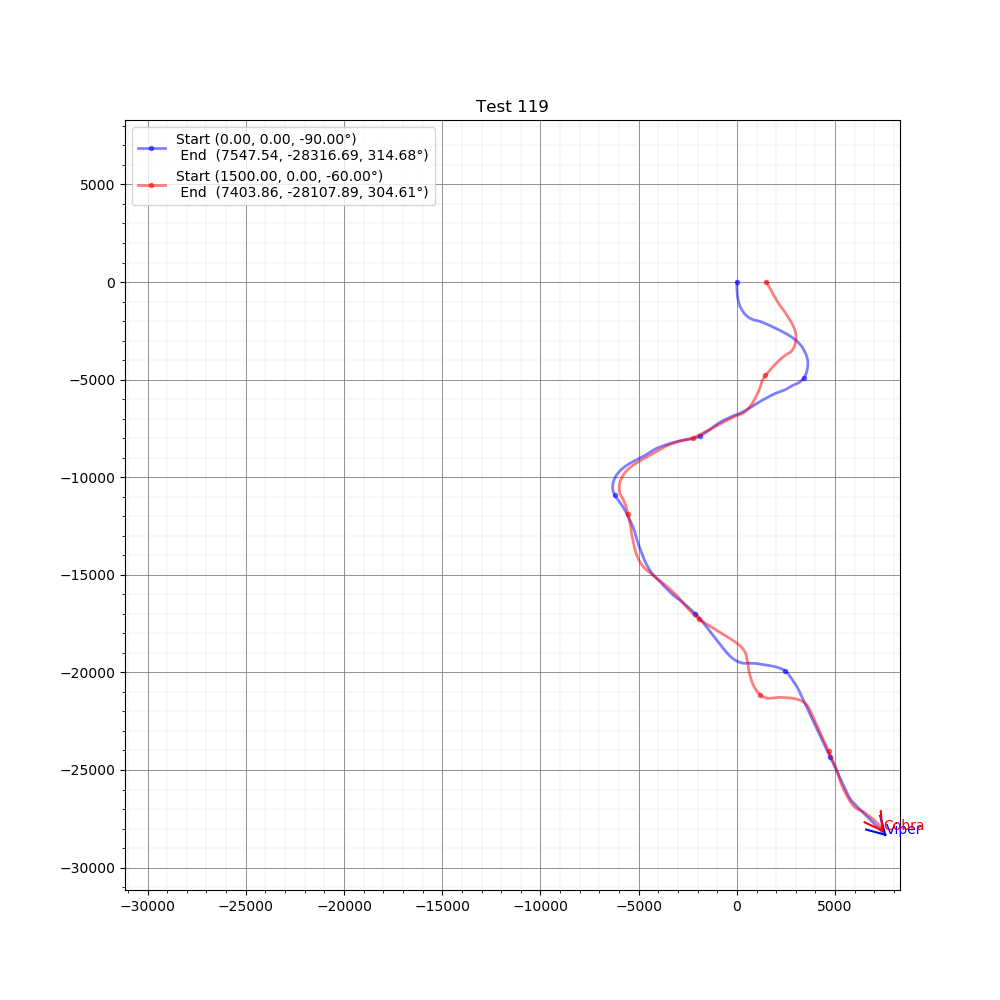 Test 119
Start (0.00, 0.00, -90.00°)
End  (7547.54, -28316.69, 314.68°)
Start (1500.00, 0.00, -60.00°)
End  (7403.86, -28107.89, 304.61°)
5000
0
−5000
−10000
−15000
−20000
−25000
−30000
Cobra
Viper
−30000 −25000 −20000 −15000 −10000 −5000 0 5000